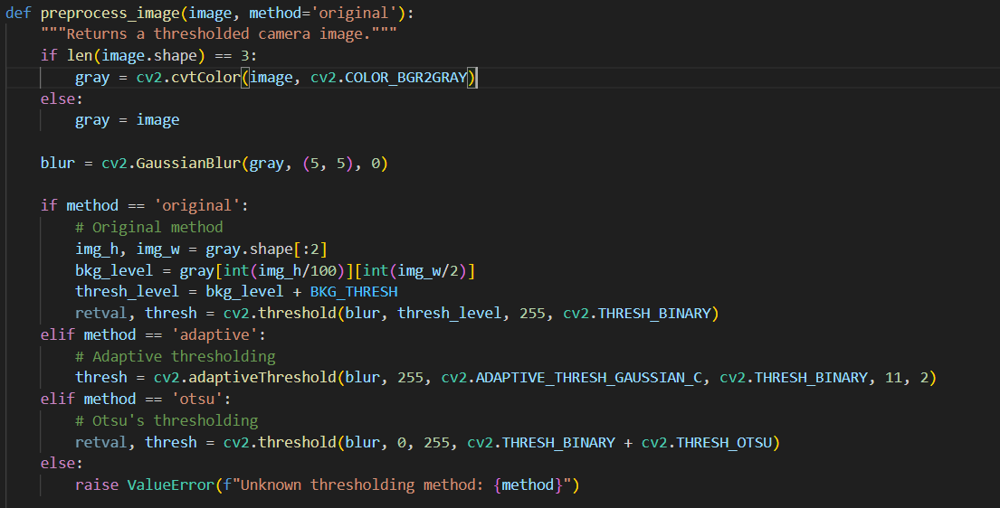 def preprocess_image(image, method='original'):
    """Returns a thresholded camera image."""
    if len(image.shape) == 3:
        gray = cv2.cvtColor(image, cv2.COLOR_BGR2GRAY)
    else:
        gray = image

    blur = cv2.GaussianBlur(gray, (5, 5), 0)

    if method == 'original':
        # Original method
        img_h, img_w = gray.shape[:2]
        bkg_level = gray[int(img_h/100)][int(img_w/2)]
        thresh_level = bkg_level + BKG_THRESH
        retval, thresh = cv2.threshold(blur, thresh_level, 255, cv2.THRESH_BINARY)
    elif method == 'adaptive':
        # Adaptive thresholding
        thresh = cv2.adaptiveThreshold(blur, 255, cv2.ADAPTIVE_THRESH_GAUSSIAN_C, cv2.THRESH_BINARY, 11, 2)
    elif method == 'otsu':
        # Otsu's thresholding
        retval, thresh = cv2.threshold(blur, 0, 255, cv2.THRESH_BINARY + cv2.THRESH_OTSU)
    else:
        raise ValueError(f"Unknown thresholding method: {method}")